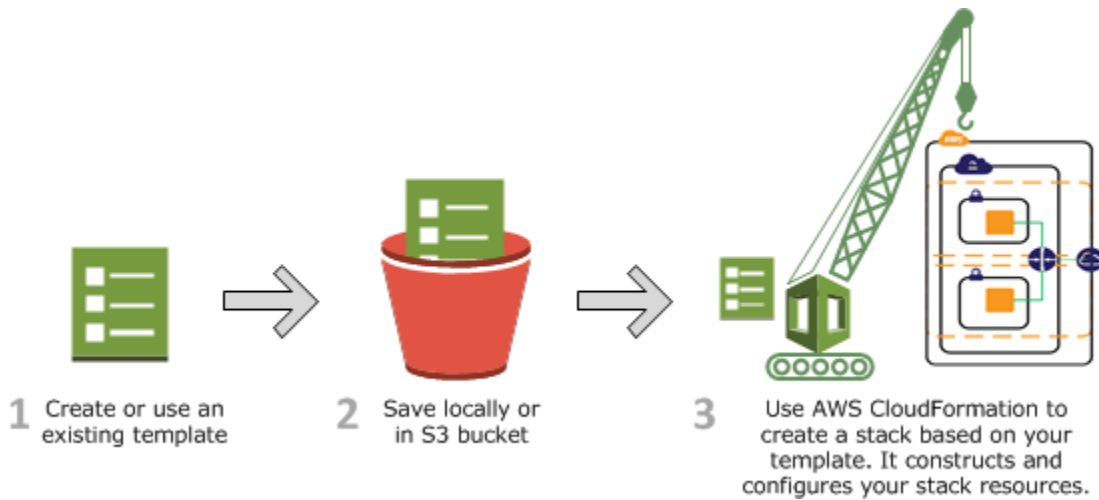 aws
1 Create or use an
existing template
2 Save locally or
in S3 bucket
3 Use AWS CloudFormation to
create a stack based on your
template. It constructs and
configures your stack resources.